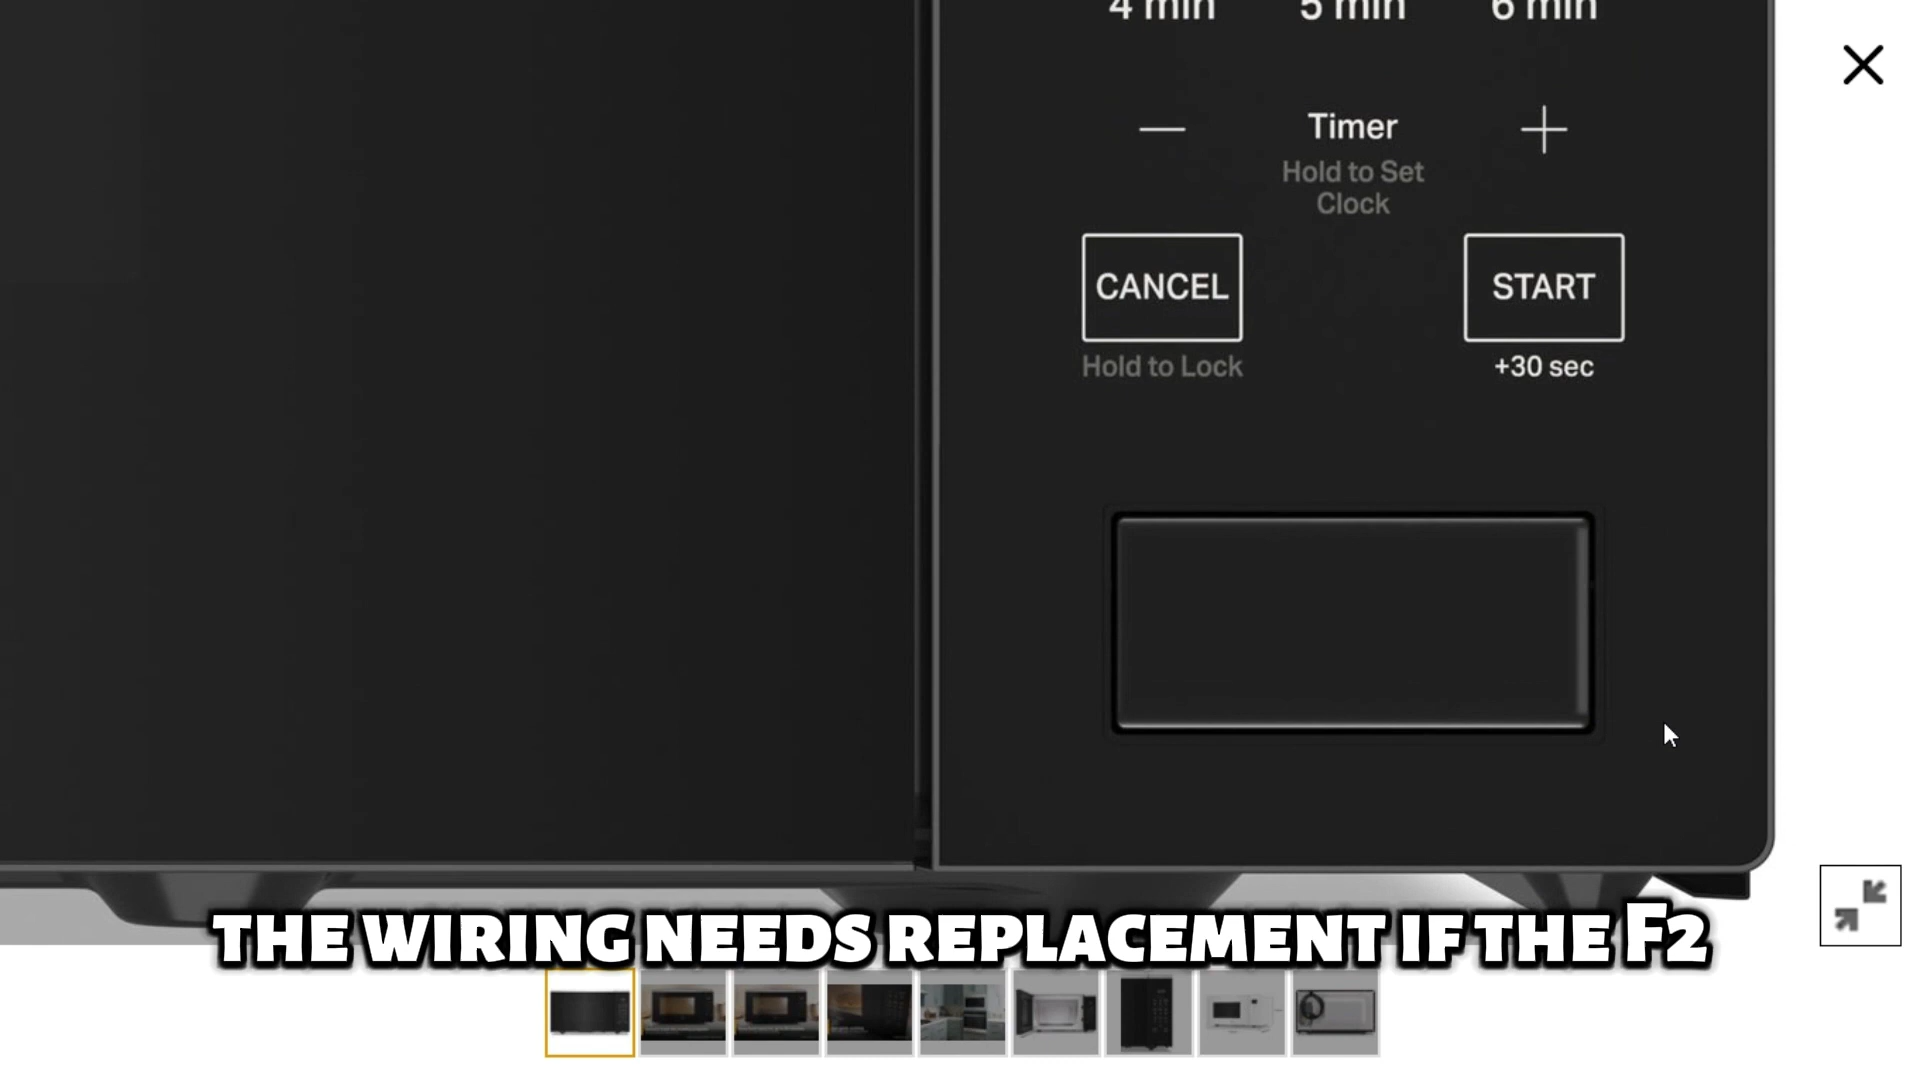 4 min 5 min 6 min
— Timer +
Hold to Set
Clock
CANCEL START
Hold to Lock +30 sec
THE WIRING NEEDS REPLACEMENT IF THE F2